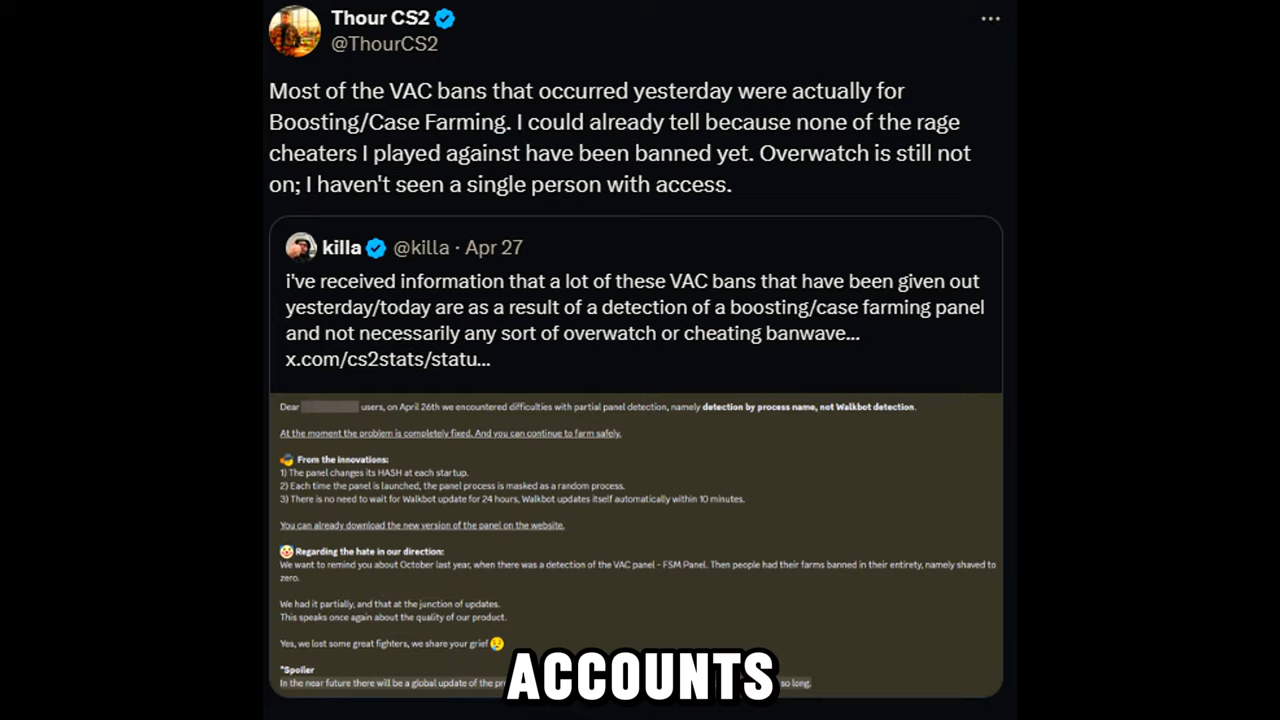 Thour CS2
@ThourCS2
Most of the VAC bans that occurred yesterday were actually for
Boosting/Case Farming. I could already tell because none of the rage
cheaters I played against have been banned yet. Overwatch is still not
on; I haven't seen a single person with access.
killa @killa · Apr 27
i've received information that a lot of these VAC bans that have been given out
yesterday/today are as a result of a detection of a boosting/case farming panel
and not necessarily any sort of overwatch or cheating banwave...
x.com/cs2stats/statu...
Dear users, on April 26th we encountered difficulties with partial panel detection, namely detection by process name, not Walkbot detection.
At the moment the problem is completely fixed. And you can continue to farm safely.
From the innovations:
1) The panel changes its HASH at each startup.
2) Each time the panel is launched, the panel process is masked as a random process.
3) There is no need to wait for Walkbot update for 24 hours, Walkbot updates itself automatically within 10 minutes.
You can already download the new version of the panel on the website.
🤡 Regarding the hate in our direction:
We want to remind you about October last year, when there was a detection of the VAC panel - FSM Panel. Then people had their farms banned in their entirety, namely shaved to
zero.
We had it partially, and that at the junction of updates.
This speaks once again about the quality of our product.
Yes, we lost some great fighters, we share your grief 😢
*Spoiler
In the near future there will be a global update of the so long.
ACCOUNTS